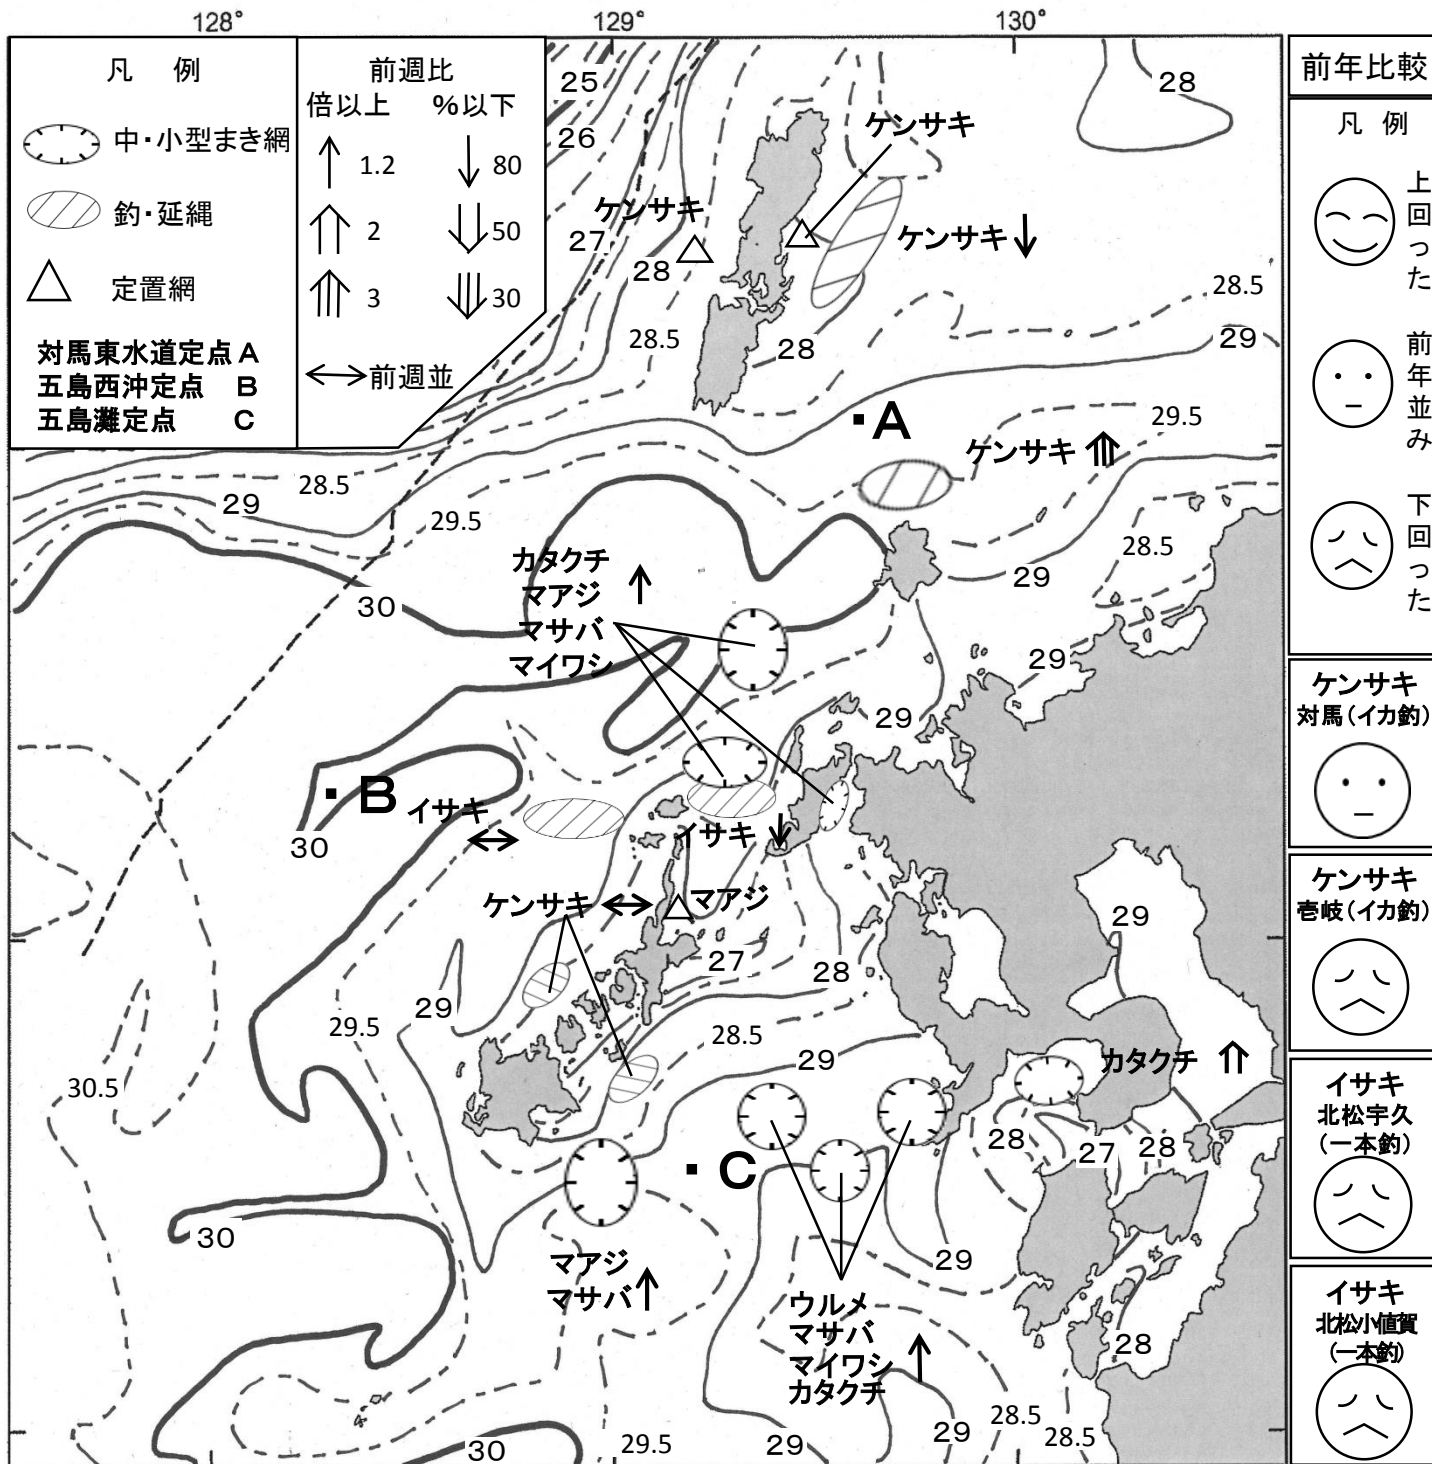 128°
129°
130°
凡 例
中・小型まき網
釣・延縄
定置網
対馬東水道定点 A
五島西沖定点 B
五島灘定点 C
前週比
倍以上 %以下
1.2 80
2 50
3 30
前週並
25
26
27
28
28.5
28
ケンサキ
ケンサキ
ケンサキ
28
28.5
29
A
29.5
ケンサキ
28.5
29
29.5
28.5
29
29
30
カタクチ
マアジ
マサバ
マイワシ
29
B
イサキ
30
イサキ
ケンサキ
マアジ
27
28
29
29
29.5
28.5
29
30.5
カタクチ
28
27
28
C
30
マアジ
マサバ
29
ウルメ
マサバ
マイワシ
カタクチ
28
30
29.5
29
29
28.5
28.5
前年比較
凡 例
上回った
前年並み
下回った
ケンサキ
対馬(イカ釣)
ケンサキ
壱岐(イカ釣)
イサキ
北松宇久
(一本釣)
イサキ
北松小値賀
(一本釣)